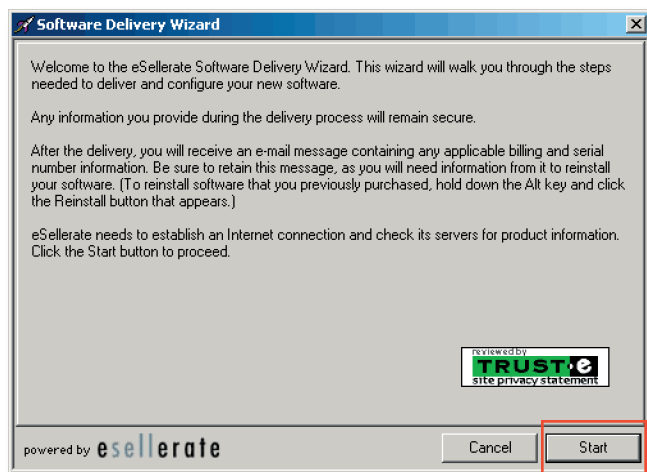 Software Delivery Wizard
Welcome to the eSellerate Software Delivery Wizard. This wizard will walk you through the steps
needed to deliver and configure your new software.
Any information you provide during the delivery process will remain secure.
After the delivery, you will receive an e-mail message containing any applicable billing and serial
number information. Be sure to retain this message, as you will need information from it to reinstall
your software. (To reinstall software that you previously purchased, hold down the Alt key and click
the Reinstall button that appears.)
eSellerate needs to establish an Internet connection and check its servers for product information.
Click the Start button to proceed.
reviewed by
TRUST·e
site privacy statement
powered by esellerate
Cancel
Start